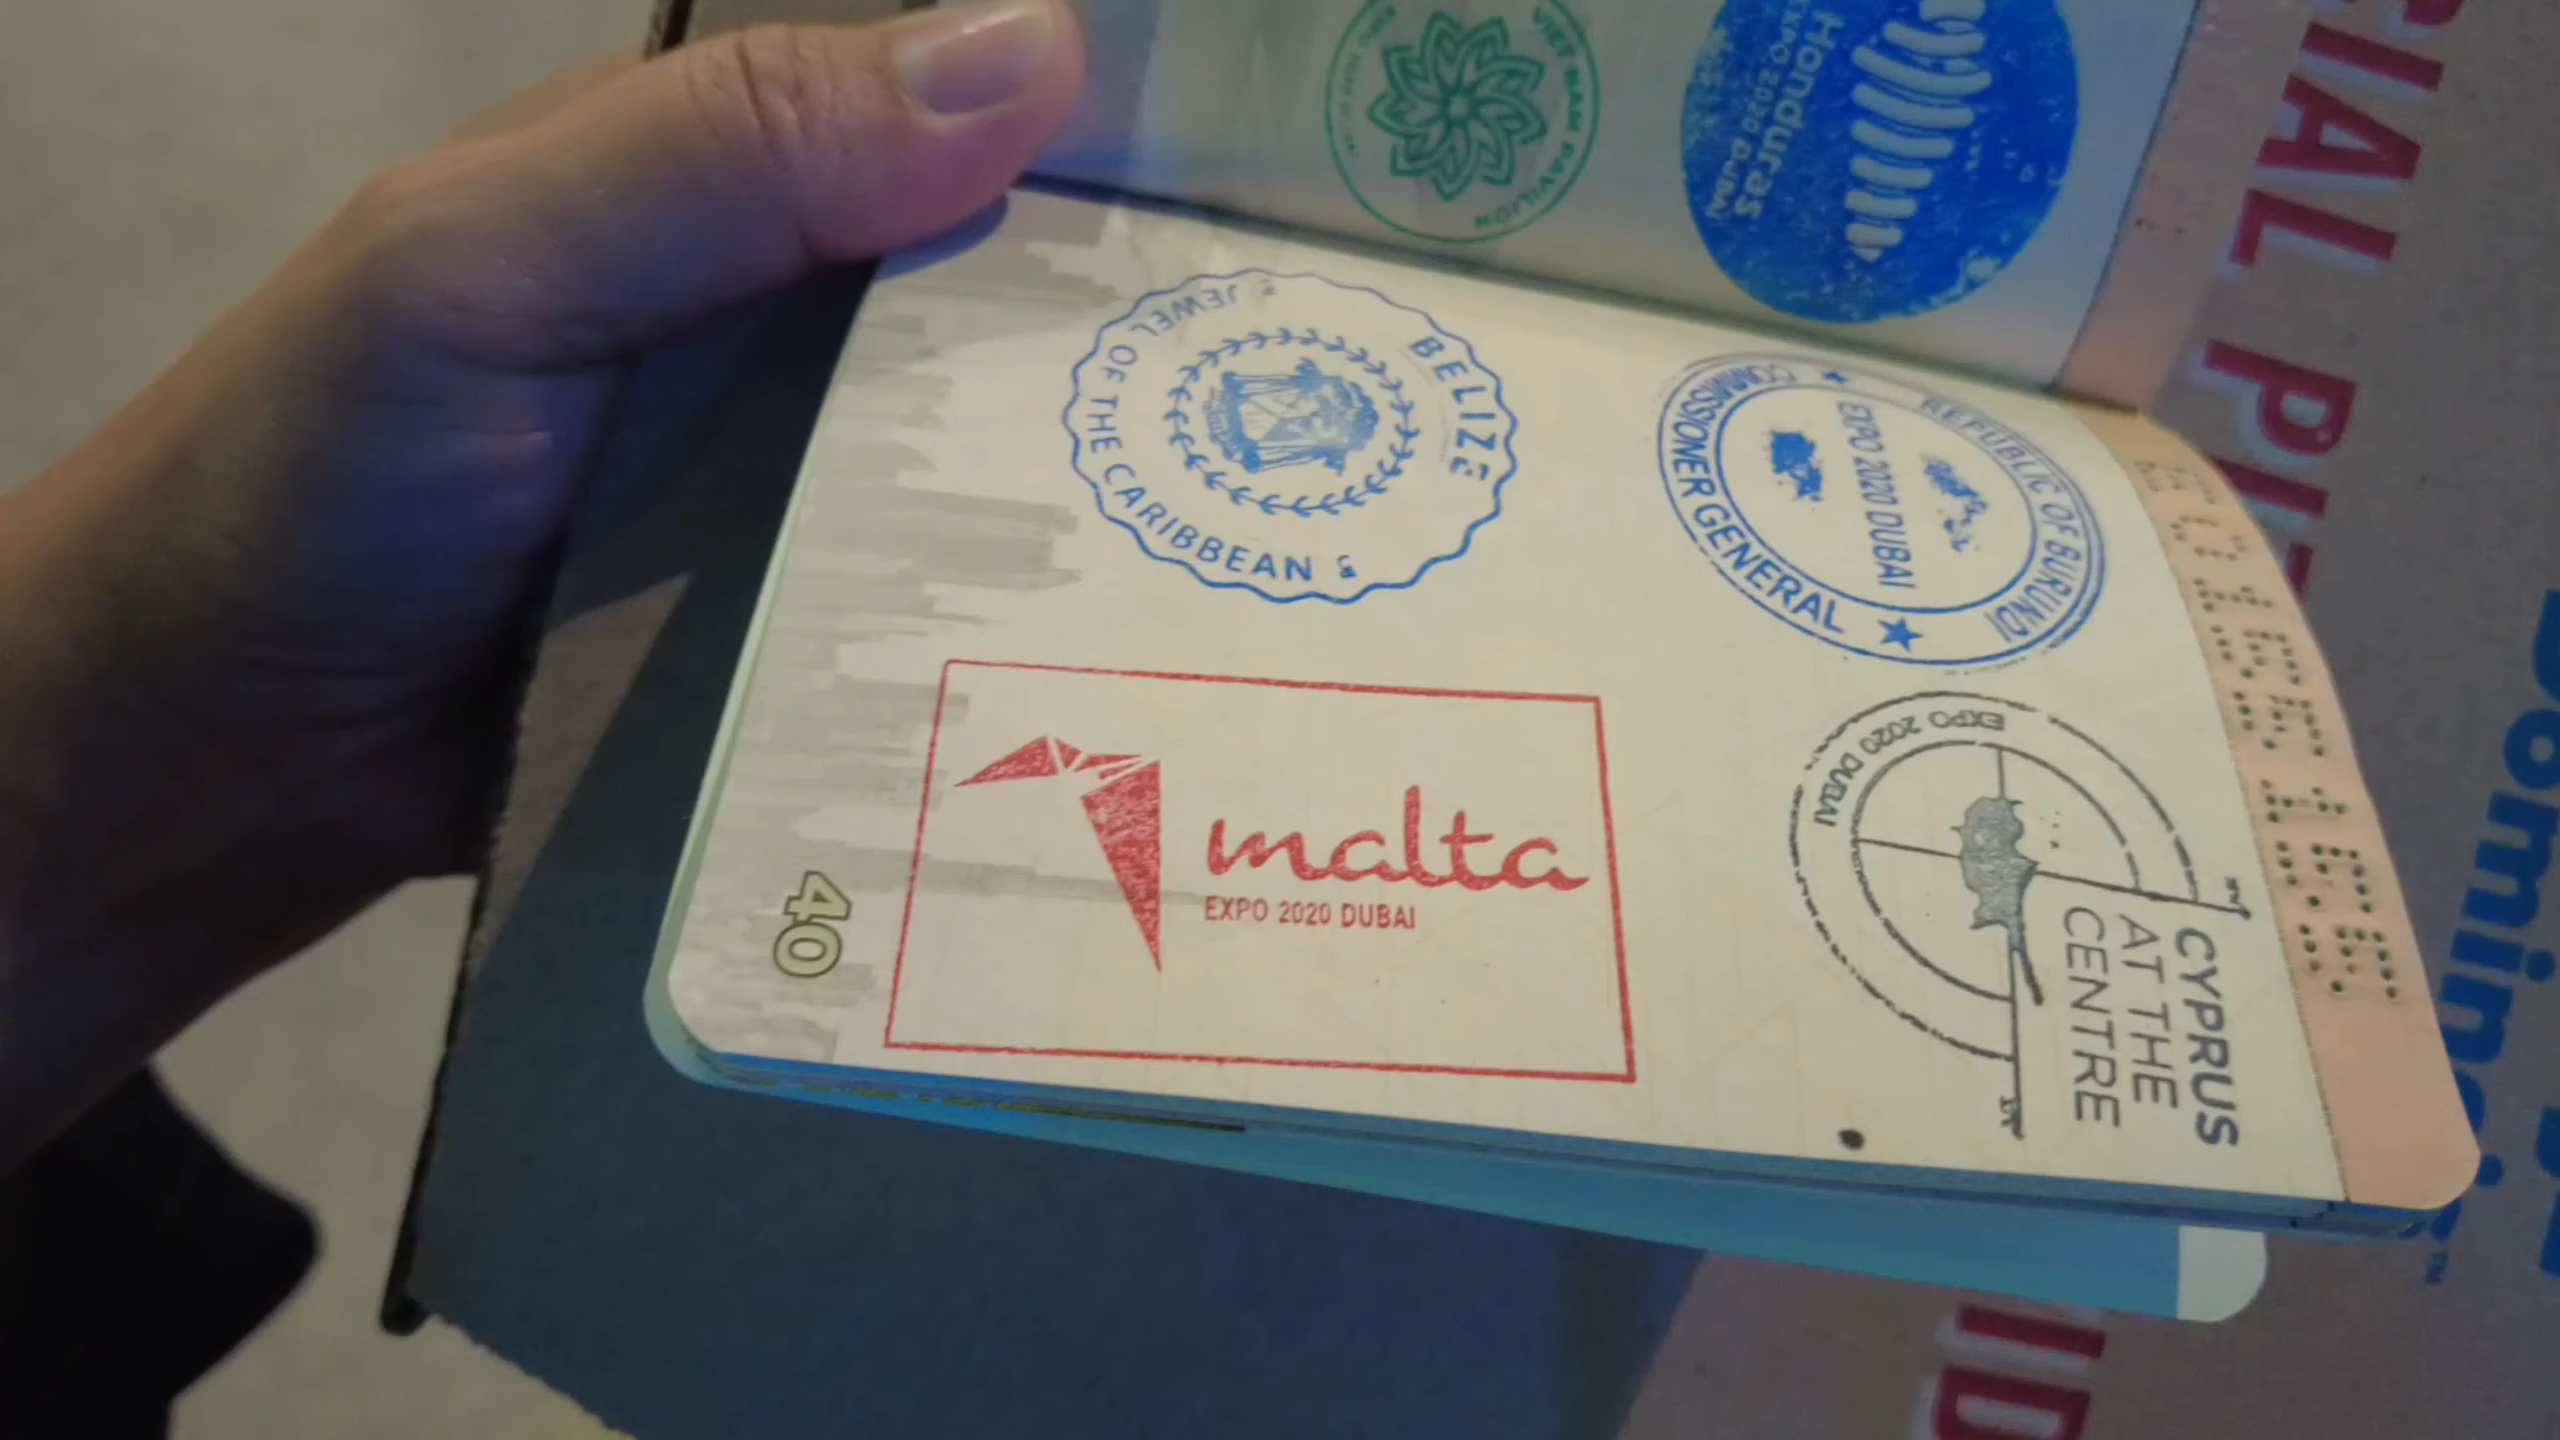 VIET NAM PAVILION
Honduras
EXPO 2020 DUBAI
BELIZE
JEWEL OF THE CARIBBEAN
REPUBLIC OF BURUNDI
EXPO 2020 DUBAI
COMMISSIONER GENERAL
malta
EXPO 2020 DUBAI
EXPO 2020 DUBAI
CYPRUS
AT THE
CENTRE
40